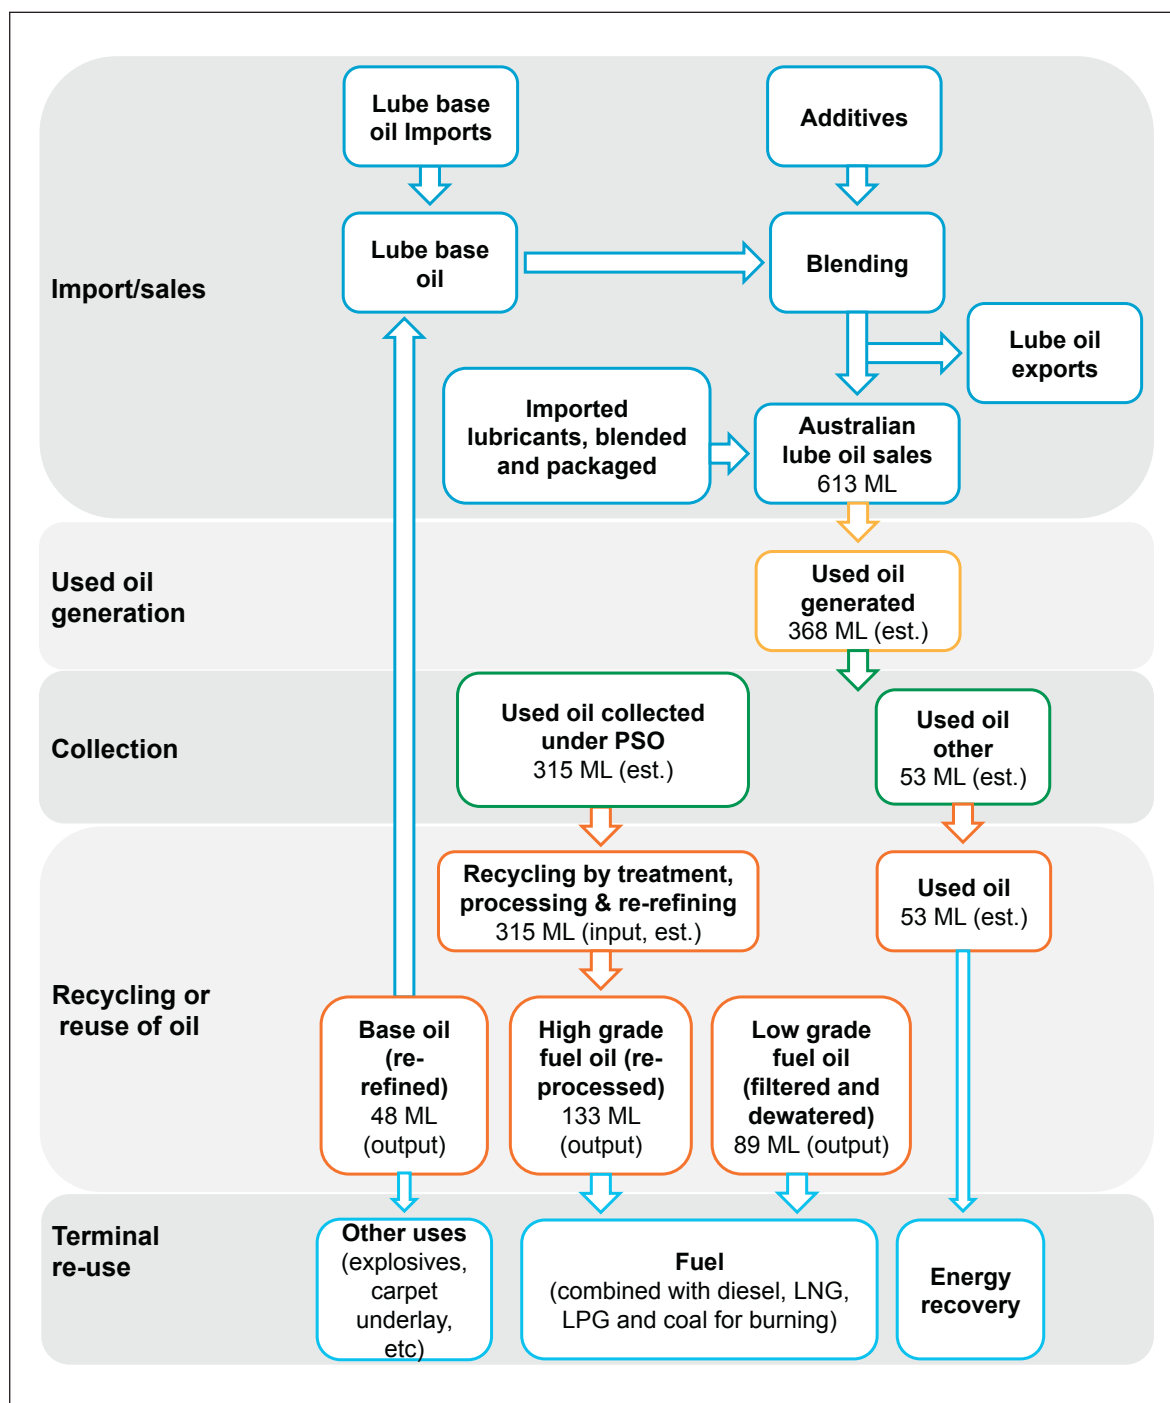 Lube base
oil Imports
Additives
Import/sales
Lube base
oil
Blending
Lube oil
exports
Imported
lubricants, blended
and packaged
Australian
lube oil sales
613 ML
Used oil
generation
Used oil
generated
368 ML (est.)
Collection
Used oil collected
under PSO
315 ML (est.)
Used oil
other
53 ML (est.)
Recycling or
reuse of oil
Recycling by treatment,
processing & re-refining
315 ML (input, est.)
Used oil
53 ML (est.)
Base oil
(re-
refined)
48 ML
(output)
High grade
fuel oil (re-
processed)
133 ML
(output)
Low grade
fuel oil
(filtered and
dewatered)
89 ML (output)
Terminal
re-use
Other uses
(explosives,
carpet
underlay,
etc)
Fuel
(combined with diesel, LNG,
LPG and coal for burning)
Energy
recovery